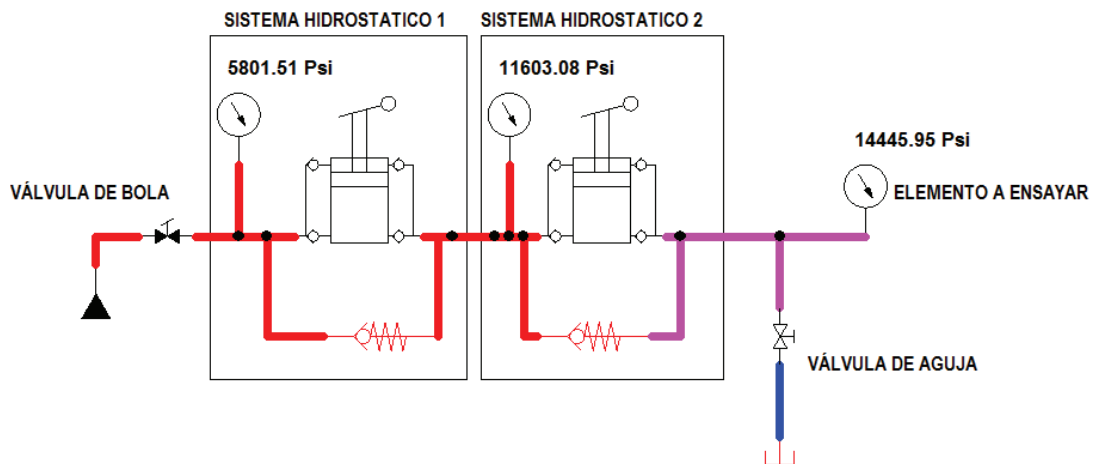 SISTEMA HIDROSTATICO 1
SISTEMA HIDROSTATICO 2
5801.51 Psi
11603.08 Psi
14445.95 Psi
VÁLVULA DE BOLA
ELEMENTO A ENSAYAR
VÁLVULA DE AGUJA